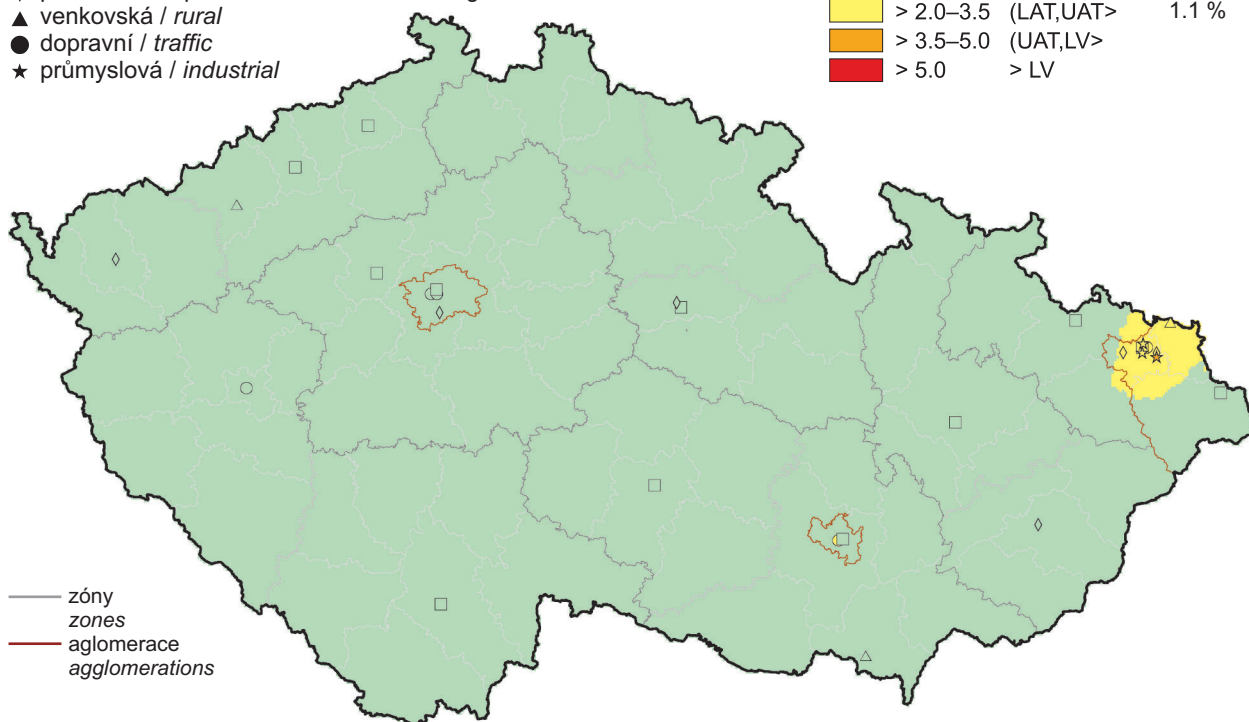 venkovská / rural
dopravní / traffic
průmyslová / industrial
> 2.0–3.5 (LAT,UAT> 1.1 %
> 3.5–5.0 (UAT,LV>
> 5.0 > LV
zóny
zones
aglomerace
agglomerations